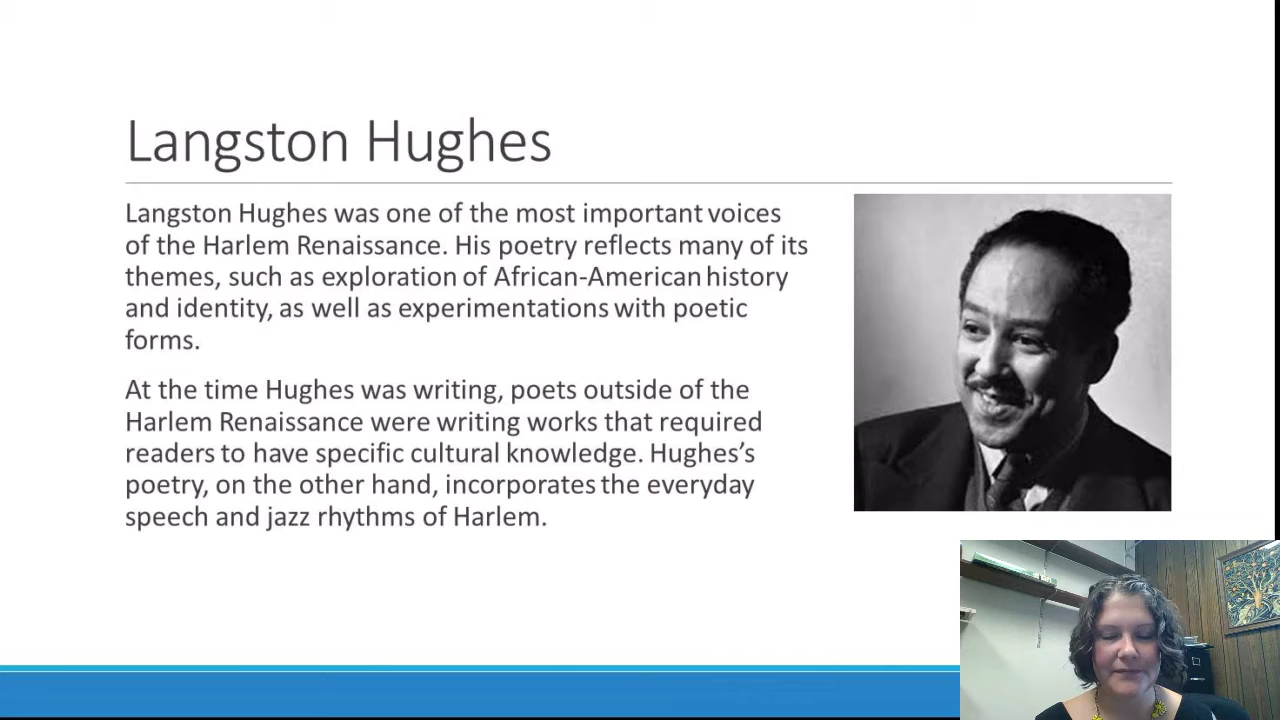 Langston Hughes
Langston Hughes was one of the most important voices
of the Harlem Renaissance. His poetry reflects many of its
themes, such as exploration of African-American history
and identity, as well as experimentations with poetic
forms.
At the time Hughes was writing, poets outside of the
Harlem Renaissance were writing works that required
readers to have specific cultural knowledge. Hughes’s
poetry, on the other hand, incorporates the everyday
speech and jazz rhythms of Harlem.